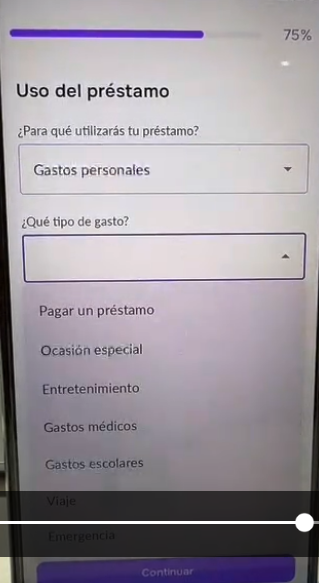 75%
Uso del préstamo
¿Para qué utilizarás tu préstamo?
Gastos personales
¿Qué tipo de gasto?
Pagar un préstamo
Ocasión especial
Entretenimiento
Gastos médicos
Gastos escolares
Viaje
Emergencia
Continuar